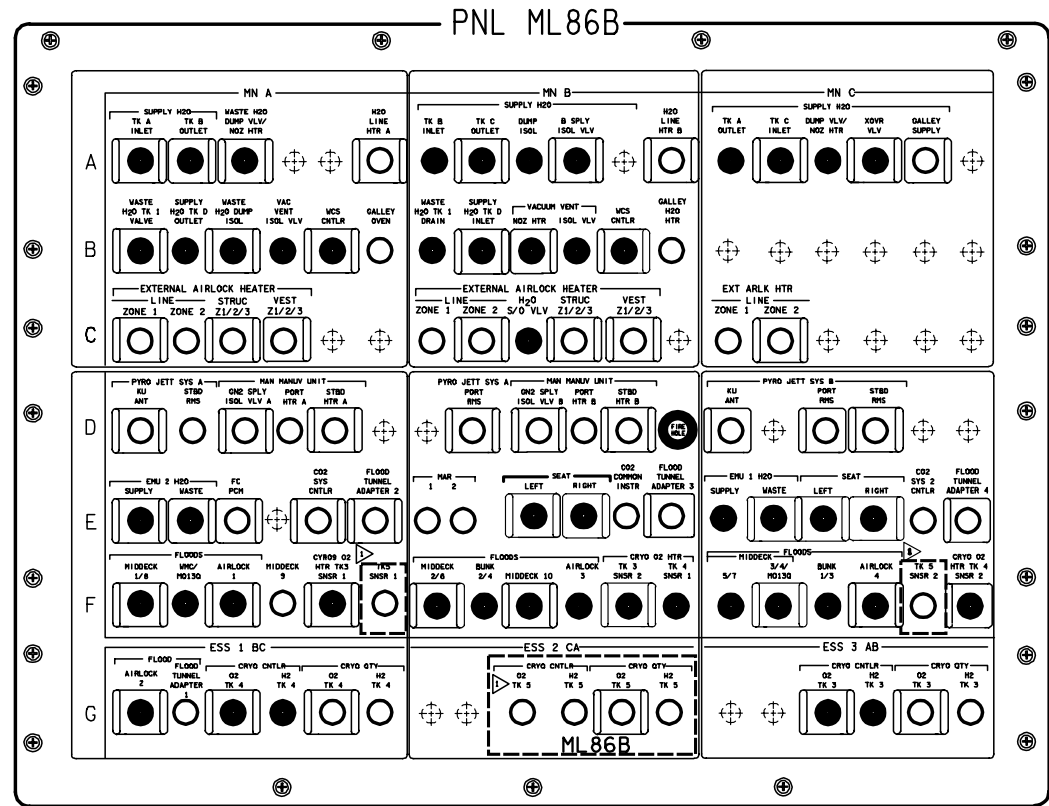 PNL ML86B
MN A MN B MN C
SUPPLY H2O WASTE H2O H2O SUPPLY H2O H2O SUPPLY H2O
TK A TK B DUMP VLV/ LINE TK B TK C DUMP B SPLY LINE TK A TK C DUMP VLV/ XOVR GALLEY
INLET OUTLET NOZ HTR HTR A INLET OUTLET ISOL ISOL VLV HTR B OUTLET INLET NOZ HTR VLV SUPPLY
A
WASTE SUPPLY WASTE VAC WASTE SUPPLY VACUUM VENT GALLEY
H2O TK 1 H2O TK D H2O DUMP VENT WCS GALLEY H2O TK 1 H2O TK D WCS H2O
VALVE OUTLET ISOL ISOL VLV CNTLR OVEN DRAIN INLET NOZ HTR ISOL VLV CNTLR HTR
B
EXTERNAL AIRLOCK HEATER EXTERNAL AIRLOCK HEATER EXT ARLK HTR
LINE STRUC VEST LINE H2O STRUC VEST LINE
ZONE 1 ZONE 2 Z1/2/3 Z1/2/3 ZONE 1 ZONE 2 S/O VLV Z1/2/3 Z1/2/3 ZONE 1 ZONE 2
C
PYRO JETT SYS A MAN MANUV UNIT PYRO JETT SYS A MAN MANUV UNIT PYRO JETT SYS B
KU STBD GN2 SPLY PORT STBD PORT GN2 SPLY PORT STBD KU PORT STBD
ANT RMS ISOL VLV A HTR A HTR A RMS ISOL VLV B HTR B HTR B ANT RMS RMS
D FIRE
HOLE
EMU 2 H2O FC CO2 FLOOD MAR SEAT CO2 FLOOD EMU 1 H2O SEAT CO2 FLOOD
SUPPLY WASTE PCM SYS TUNNEL 1 2 LEFT RIGHT COMMON TUNNEL SUPPLY WASTE LEFT RIGHT SYS 2 TUNNEL
CNTLR ADAPTER 2 INSTR ADAPTER 3 CNTLR ADAPTER 4
E
FLOODS CYRO9 O2 1 FLOODS CRYO O2 HTR FLOODS CRYO O2
MIDDECK WMC/ AIRLOCK MIDDECK HTR TK3 TK5 MIDDECK BUNK AIRLOCK TK 3 TK 4 MIDDECK 3/4/ BUNK AIRLOCK TK 5 HTR TK 4
1/8 MO13Q 1 9 SNSR 1 SNSR 1 2/6 2/4 MIDDECK 10 3 SNSR 2 SNSR 1 5/7 MO13Q 1/3 4 SNSR 2 SNSR 2
F
ESS 1 BC ESS 2 CA ESS 3 AB
FLOOD FLOOD CRYO CNTLR CRYO QTY CRYO CNTLR CRYO QTY CRYO CNTLR CRYO QTY
AIRLOCK TUNNEL O2 H2 O2 H2 1 O2 H2 O2 H2 O2 H2 O2 H2
2 ADAPTER TK 4 TK 4 TK 4 TK 4 TK 5 TK 5 TK 5 TK 5 TK 3 TK 3 TK 3 TK 3
1
G
ML86B